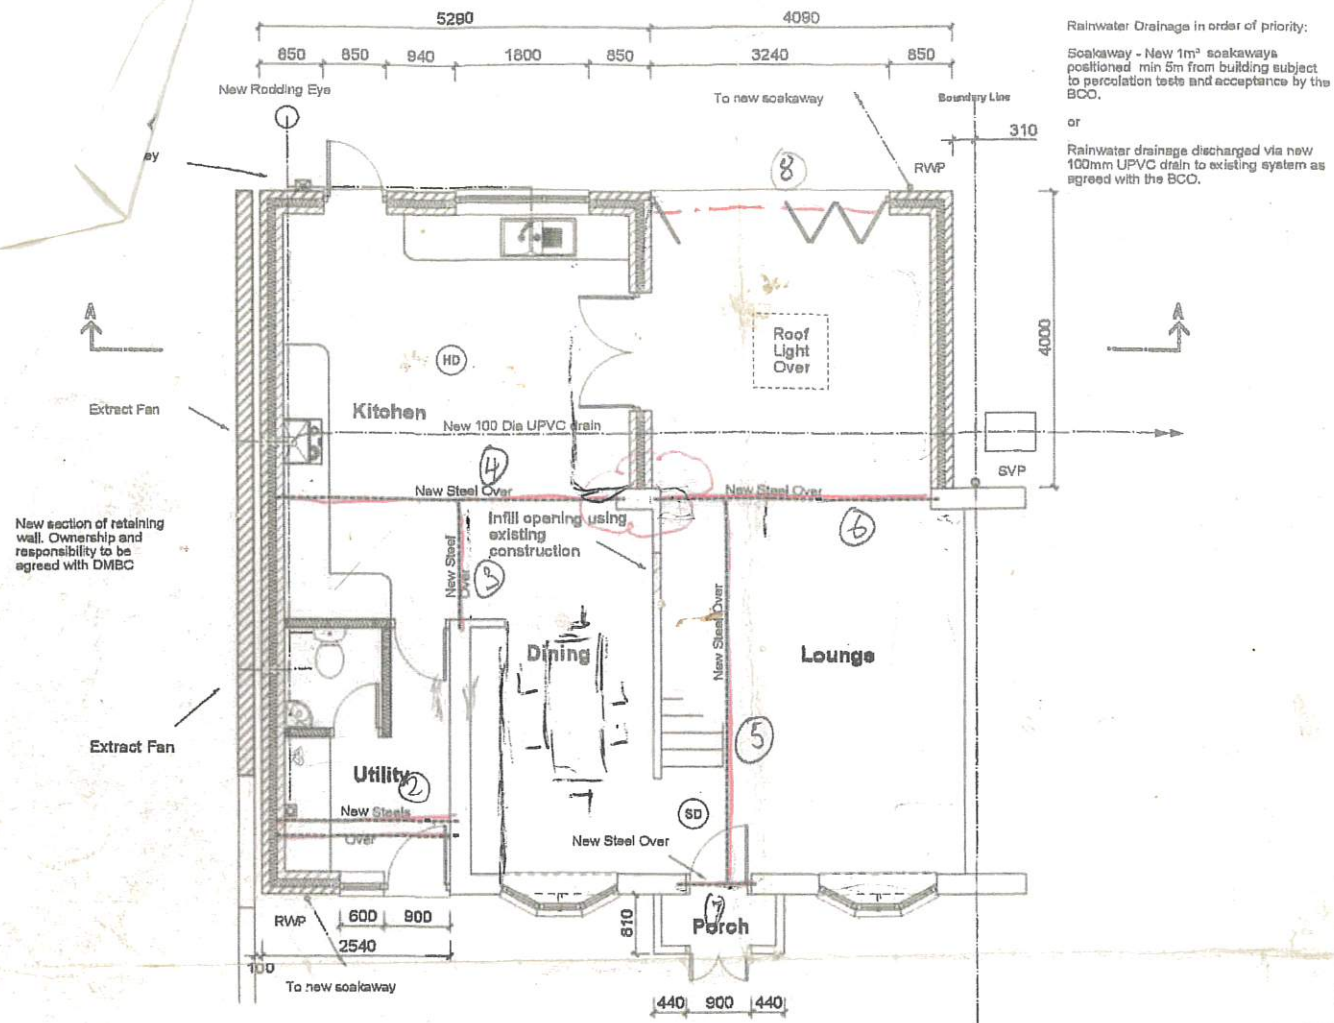 5290
4090
850
850
940
1800
850
3240
850
Rainwater Drainage in order of priority:
Soakaway - New 1m³ soakaways
positioned min 5m from building subject
to percolation tests and acceptance by the
BCO.
or
Rainwater drainage discharged via new
100mm UPVC drain to existing system as
agreed with the BCO.
New Rodding Eye
To new soakaway
Boundary Line
310
ey
8
RWP
A
A
4000
HD
Roof
Light
Over
Extract Fan
Kitchen
New 100 Dia UPVC drain
SVP
4
New Steel Over
New Steel Over
6
Infill opening using
existing
construction
New section of retaining
wall. Ownership and
responsibility to be
agreed with DMBC
New Steel
Over
3
New Steel Over
Dining
Lounge
Extract Fan
5
Utility
2
New Steels
Over
SD
New Steel Over
RWP
600
900
2540
100
To new soakaway
810
7
Porch
440
900
440